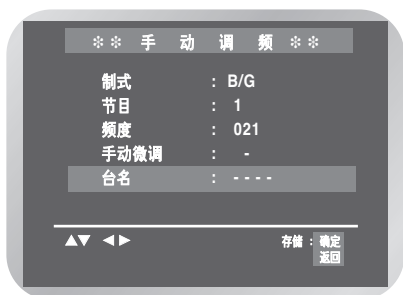 ❊❊ 手 动 调 频 ❊❊
制式 : B/G
节目 : 1
频度 : 021
手动微调 : -
台名 : - - - -
▲▼ ◀▶ 存储 : 确定
返回